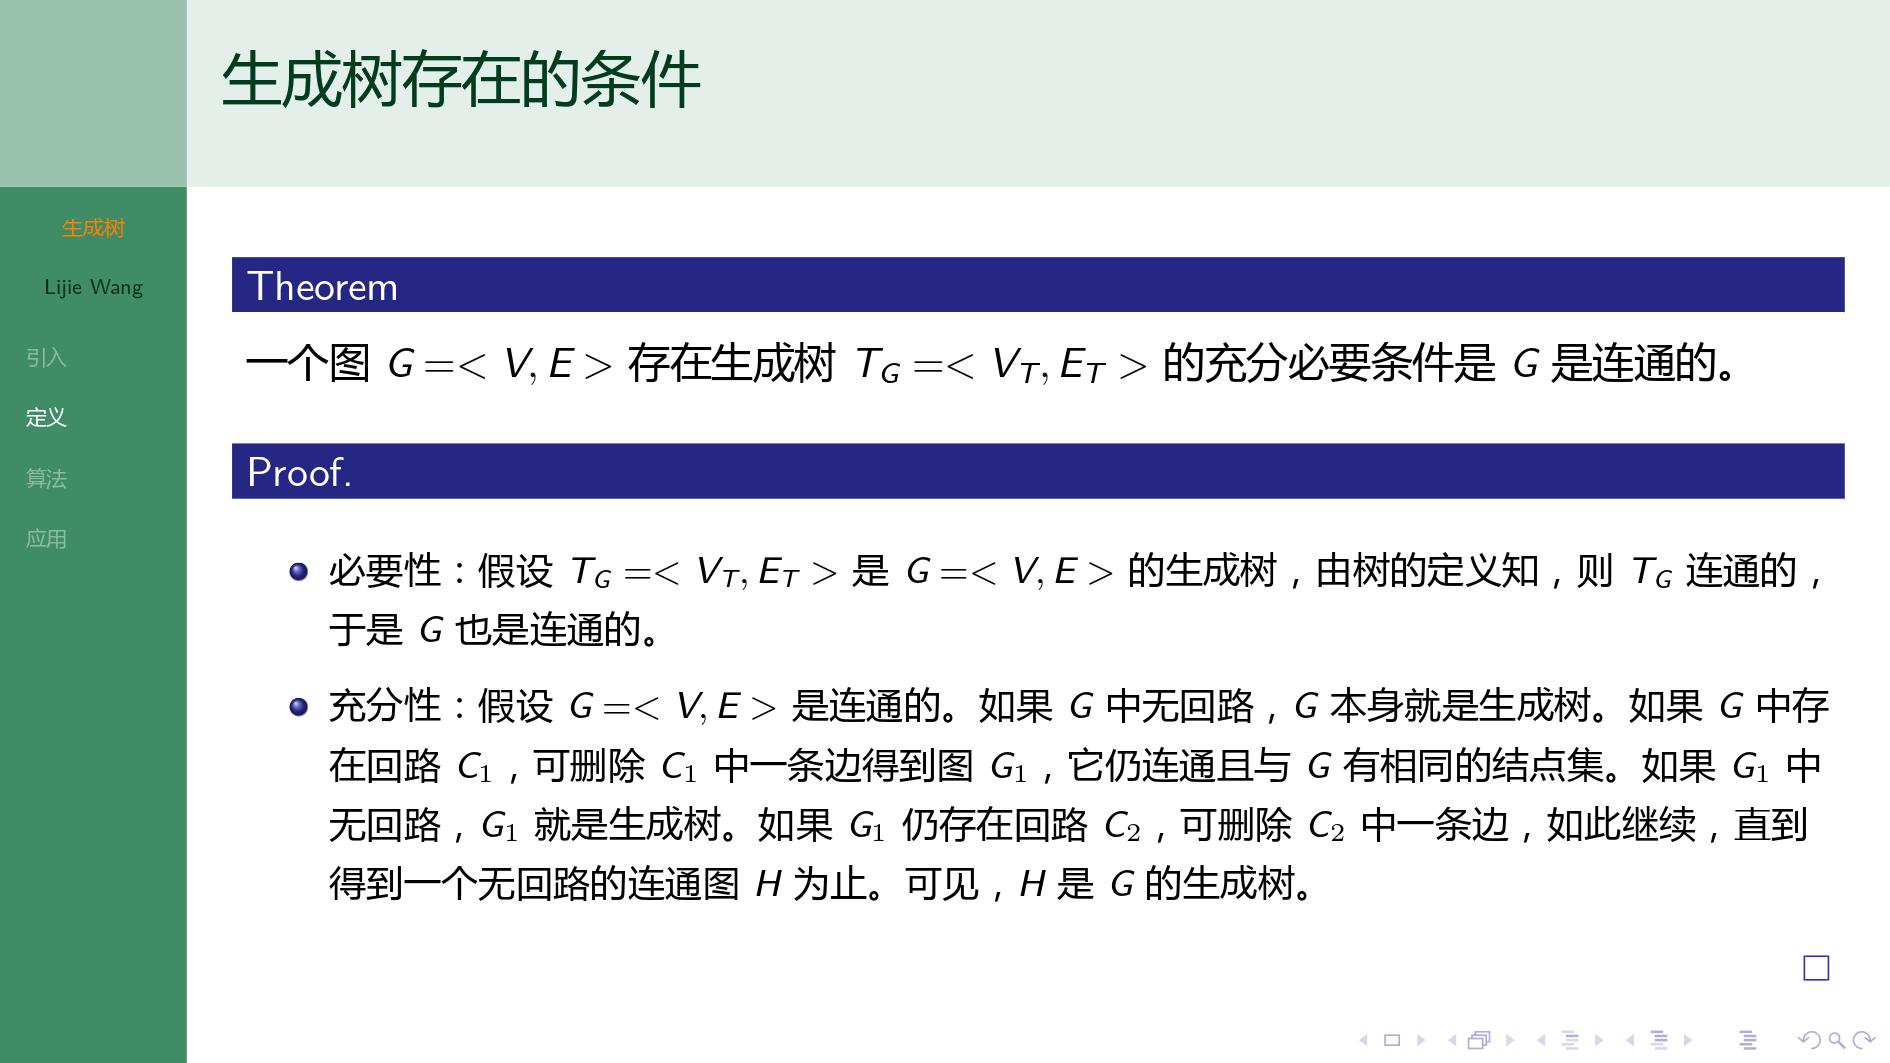 生成树存在的条件
生成树
Lijie Wang
引入
定义
算法
应用
Theorem
一个图 G =< V, E > 存在生成树 T_G =< V_T, E_T > 的充分必要条件是 G 是连通的。
Proof.
必要性：假设 T_G =< V_T, E_T > 是 G =< V, E > 的生成树，由树的定义知，则 T_G 连通的，
于是 G 也是连通的。
充分性：假设 G =< V, E > 是连通的。如果 G 中无回路，G 本身就是生成树。如果 G 中存
在回路 C₁，可删除 C₁ 中一条边得到图 G₁，它仍连通且与 G 有相同的结点集。如果 G₁ 中
无回路，G₁ 就是生成树。如果 G₁ 仍存在回路 C₂，可删除 C₂ 中一条边，如此继续，直到
得到一个无回路的连通图 H 为止。可见，H 是 G 的生成树。